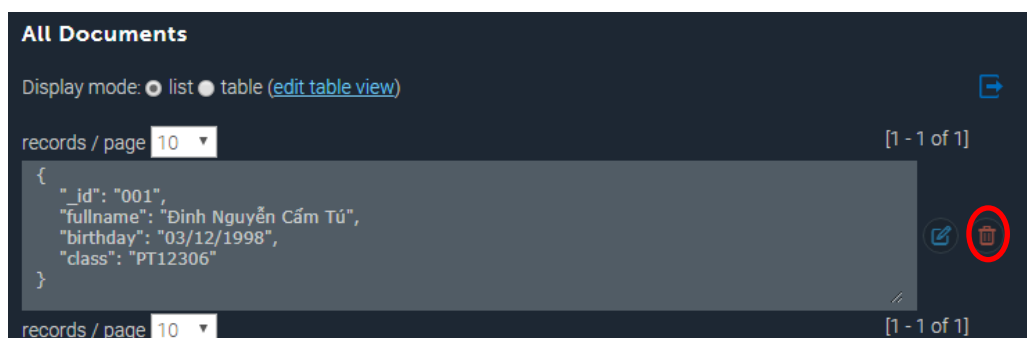 All Documents
Display mode: list table (edit table view)
records / page 10 [1 - 1 of 1]
{
"_id": "001",
"fullname": "Đinh Nguyễn Cẩm Tú",
"birthday": "03/12/1998",
"class": "PT12306"
}
records / page 10 [1 - 1 of 1]